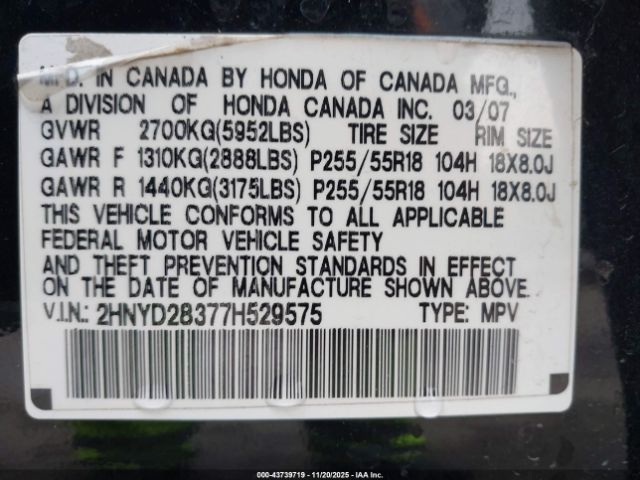 MFD. IN CANADA BY HONDA OF CANADA MFG.,
A DIVISION OF HONDA CANADA INC. 03/07
GVWR 2700KG(5952LBS) TIRE SIZE RIM SIZE
GAWR F 1310KG(2888LBS) P255/55R18 104H 18X8.0J
GAWR R 1440KG(3175LBS) P255/55R18 104H 18X8.0J
THIS VEHICLE CONFORMS TO ALL APPLICABLE
FEDERAL MOTOR VEHICLE SAFETY
AND THEFT PREVENTION STANDARDS IN EFFECT
ON THE DATE OF MANUFACTURE SHOWN ABOVE.
V.I.N.: 2HNYD28377H529575 TYPE: MPV
000-43739719 - 11/20/2025 - IAA Inc.